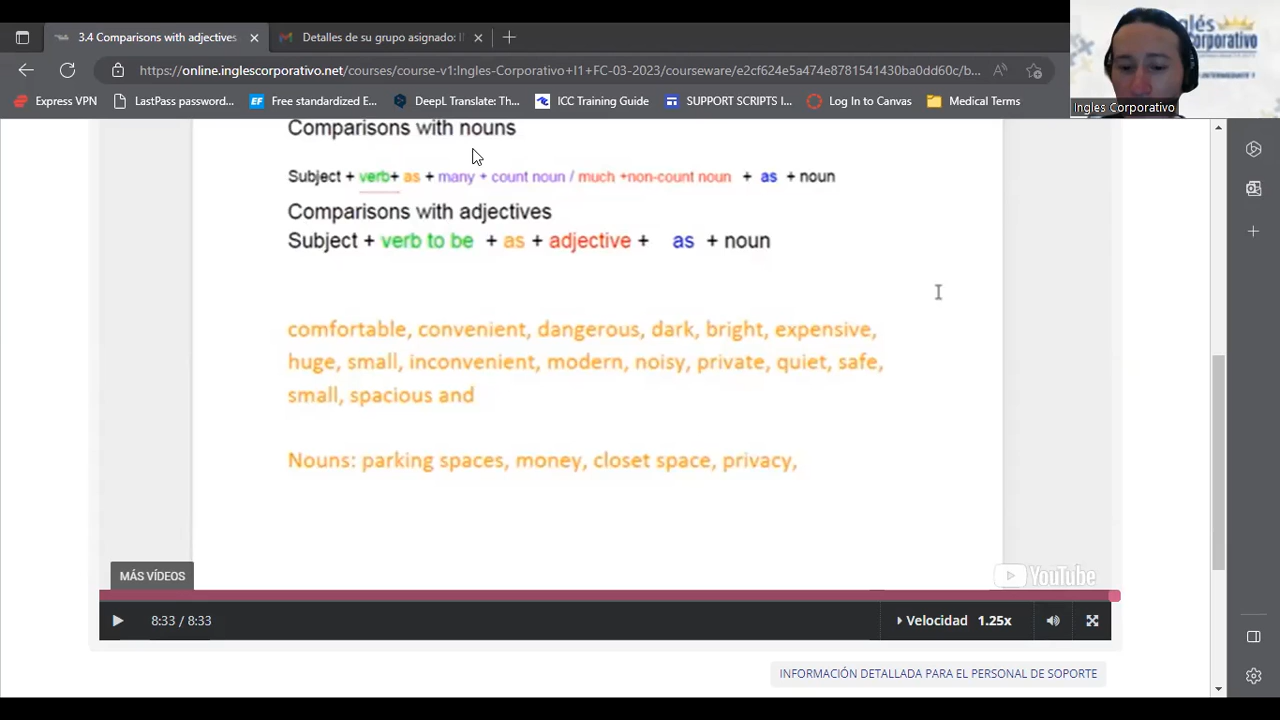 3.4 Comparisons with adjectives
Detalles de su grupo asignado: I
https://online.inglescorporativo.net/courses/course-v1:Ingles-Corporativo+I1+FC-03-2023/courseware/e2cf624e5a474e8781541430ba0dd60c/b...
Express VPN
LastPass password...
EF Free standardized E...
DeepL Translate: Th...
ICC Training Guide
SUPPORT SCRIPTS I...
Log In to Canvas
Medical Terms
Inglés
Corporativo
Ingles Corporativo
Comparisons with nouns
Subject + verb+ as + many + count noun / much +non-count noun + as + noun
Comparisons with adjectives
Subject + verb to be + as + adjective + as + noun
comfortable, convenient, dangerous, dark, bright, expensive,
huge, small, inconvenient, modern, noisy, private, quiet, safe,
small, spacious and
Nouns: parking spaces, money, closet space, privacy,
MÁS VÍDEOS
YouTube
8:33 / 8:33
Velocidad 1.25x
INFORMACIÓN DETALLADA PARA EL PERSONAL DE SOPORTE